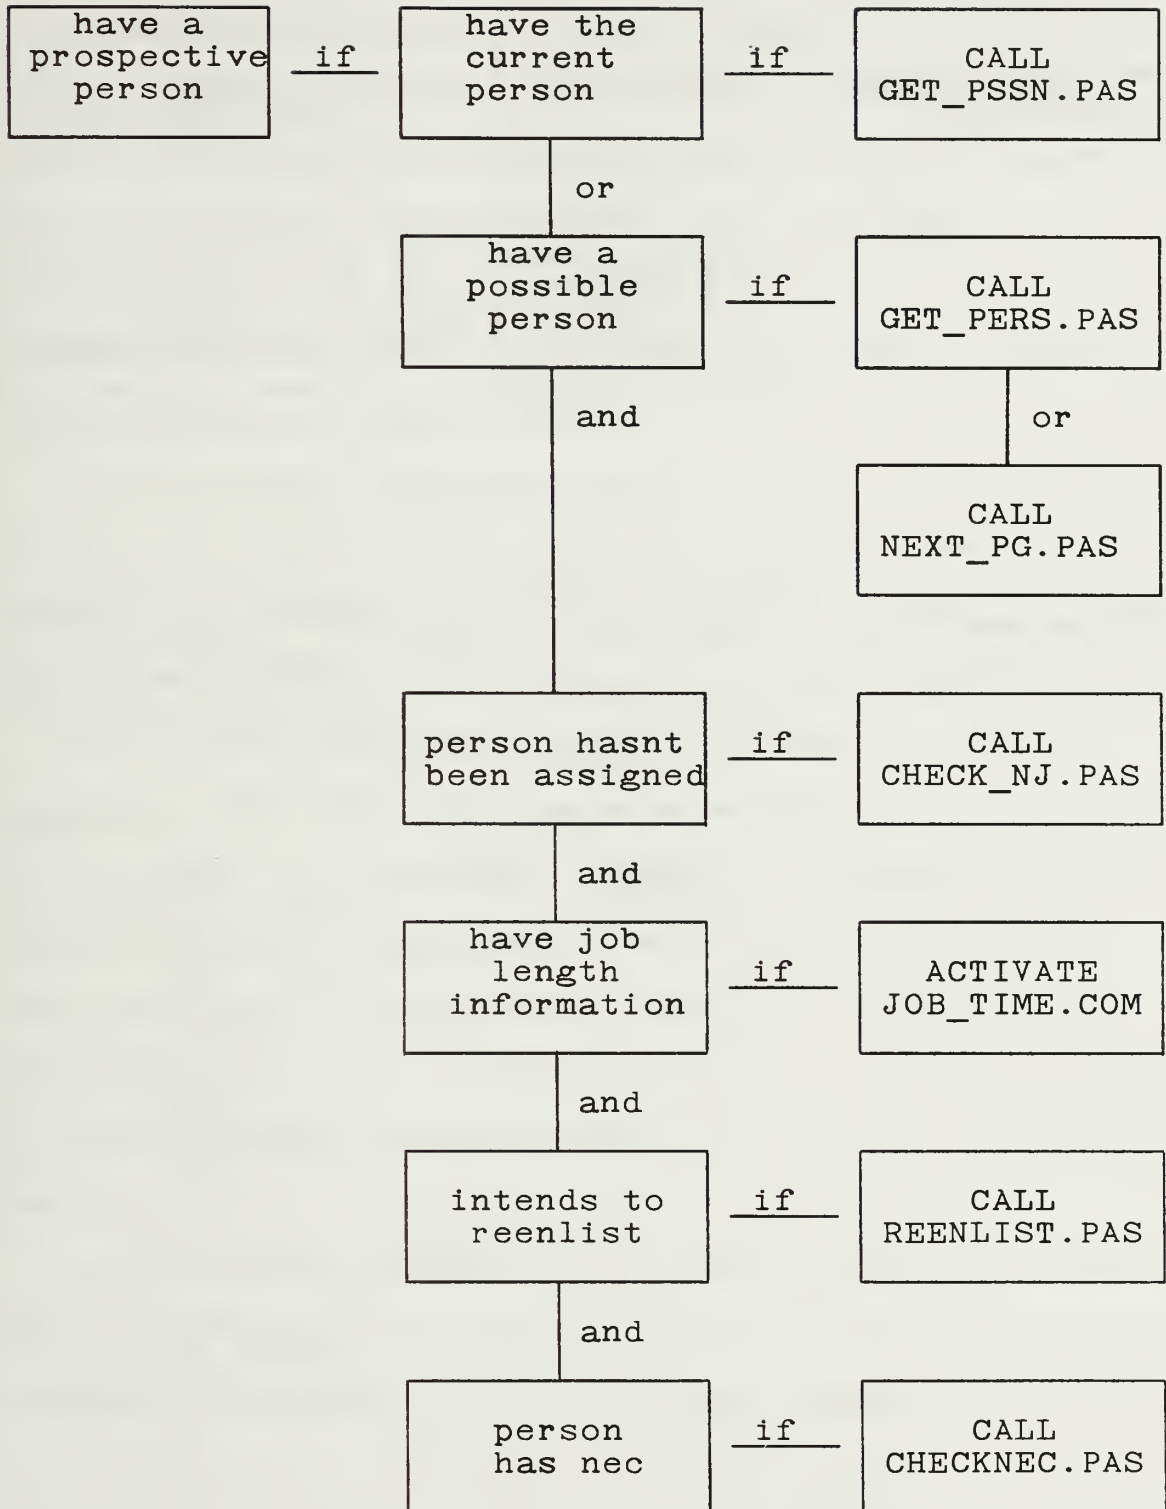 have a
prospective
person
if
have the
current
person
if
CALL
GET_PSSN.PAS
or
have a
possible
person
if
CALL
GET_PERS.PAS
and
or
CALL
NEXT_PG.PAS
person hasnt
been assigned
if
CALL
CHECK_NJ.PAS
and
have job
length
information
if
ACTIVATE
JOB_TIME.COM
and
intends to
reenlist
if
CALL
REENLIST.PAS
and
person
has nec
if
CALL
CHECKNEC.PAS